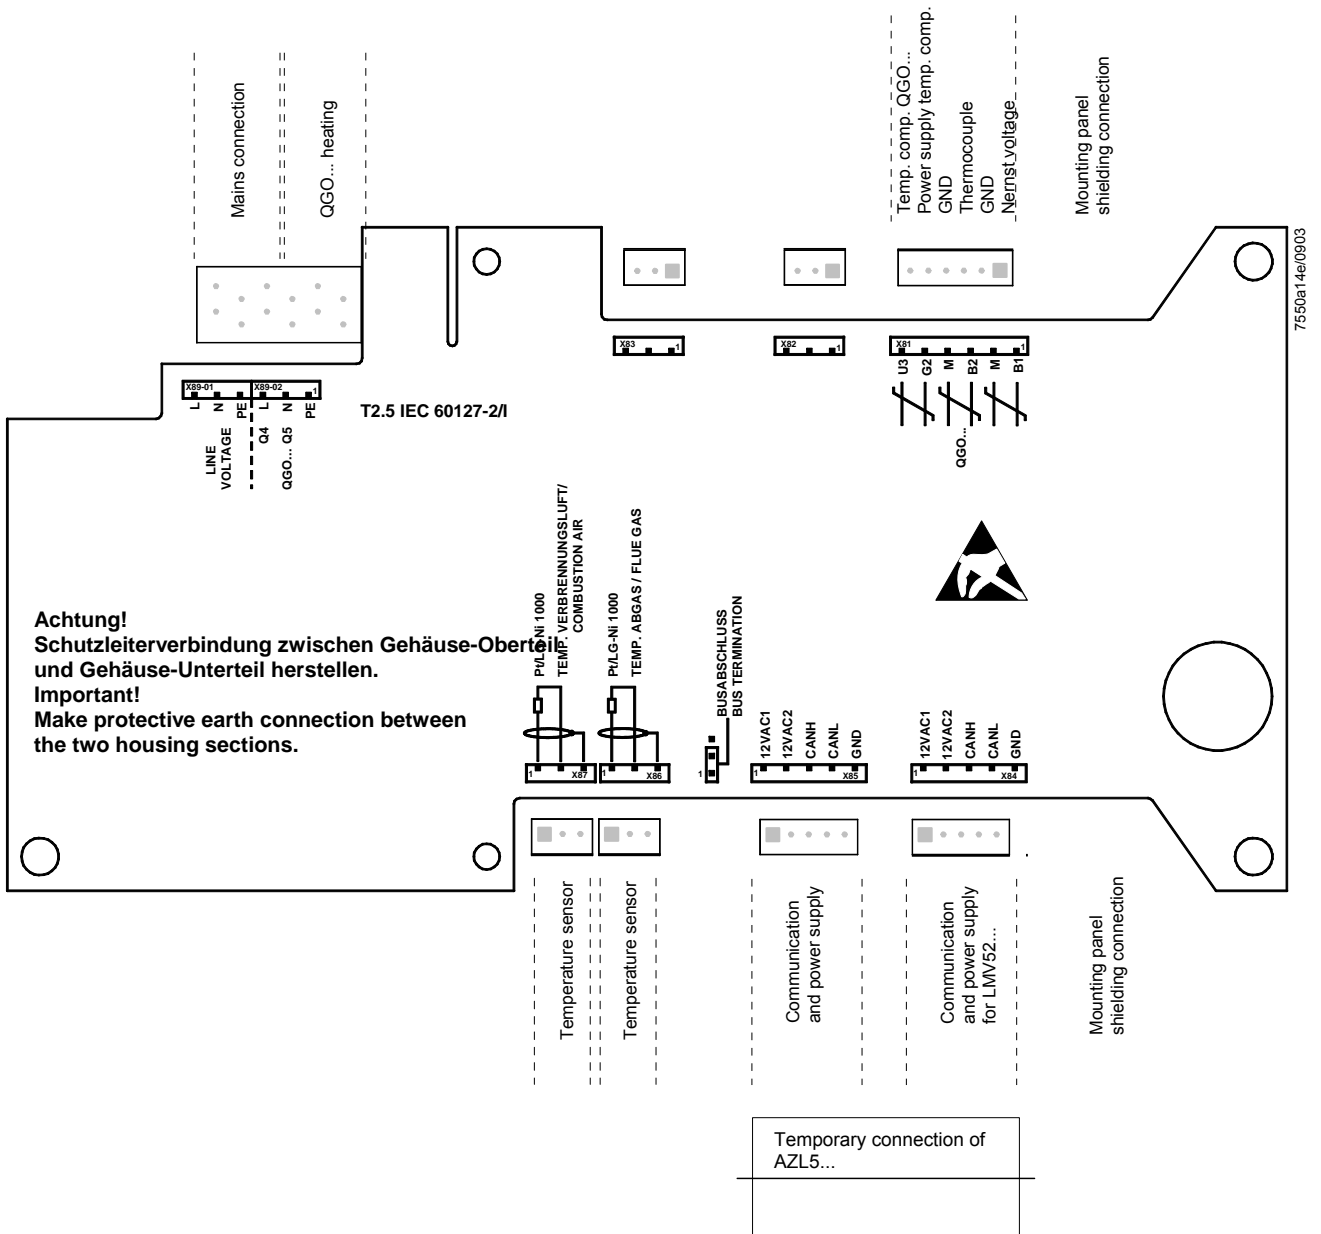 Mains connection
QGO... heating
Temp. comp. QGO...
Power supply temp. comp.
GND
Thermocouple
GND
Nernst voltage
Mounting panel
shielding connection
7550a14e/0903
X89-01
X89-02
1
L
N
PE
L
N
PE
LINE
VOLTAGE
Q4
QGO... Q5
T2.5 IEC 60127-2/I
X83
1
X82
1
X81
1
U3
G2
M
B2
M
B1
QGO...
Achtung!
Schutzleiterverbindung zwischen Gehäuse-Oberteil
und Gehäuse-Unterteil herstellen.
Important!
Make protective earth connection between
the two housing sections.
Pt/LG-Ni 1000
TEMP. VERBRENNUNGSLUFT/
COMBUSTION AIR
Pt/LG-Ni 1000
TEMP. ABGAS / FLUE GAS
BUSABSCHLUSS
BUS TERMINATION
12VAC1
12VAC2
CANH
CANL
GND
12VAC1
12VAC2
CANH
CANL
GND
1
X87
1
X86
1
1
X85
1
X84
Temperature sensor
Temperature sensor
Communication
and power supply
Communication
and power supply
for LMV52...
Mounting panel
shielding connection
Temporary connection of
AZL5...